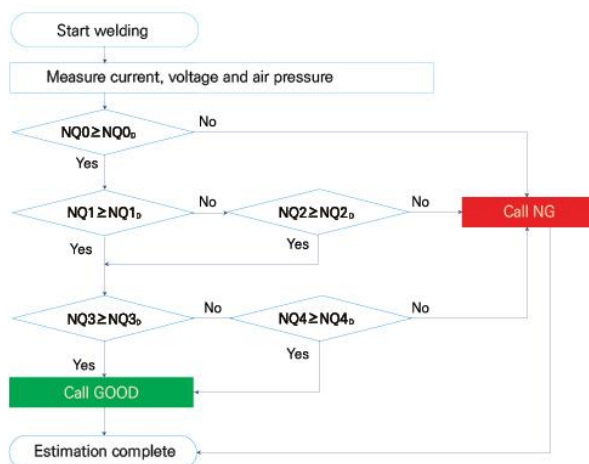 Start welding
Measure current, voltage and air pressure
NQ0≥NQ0D
No
Yes
NQ1≥NQ1D
No
NQ2≥NQ2D
No
Call NG
Yes
Yes
NQ3≥NQ3D
No
NQ4≥NQ4D
No
Yes
Yes
Call GOOD
Estimation complete